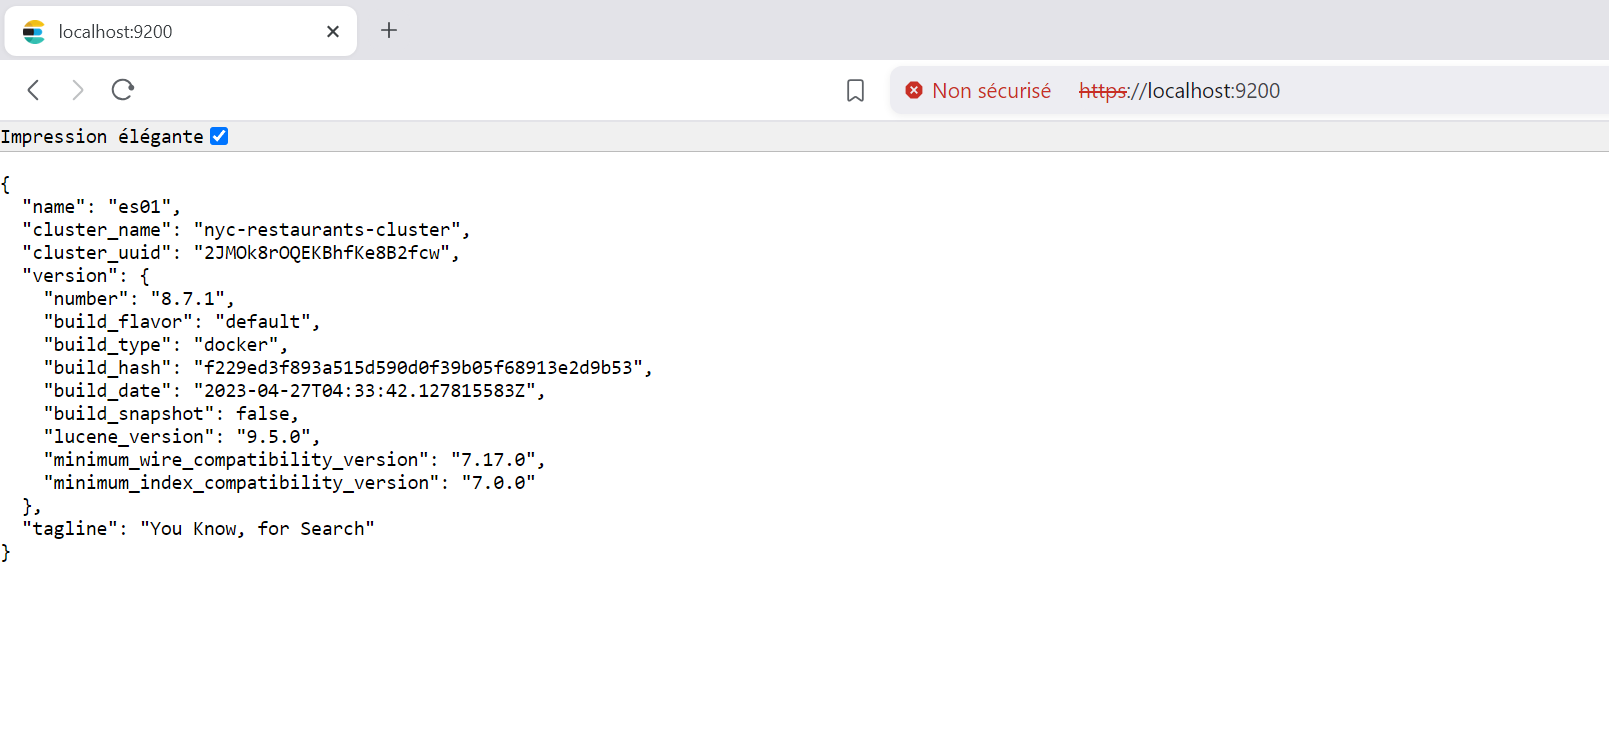 localhost:9200
Non sécurisé https://localhost:9200
Impression élégante
{
  "name": "es01",
  "cluster_name": "nyc-restaurants-cluster",
  "cluster_uuid": "2JMOk8rOQEKBhfKe8B2fcw",
  "version": {
    "number": "8.7.1",
    "build_flavor": "default",
    "build_type": "docker",
    "build_hash": "f229ed3f893a515d590d0f39b05f68913e2d9b53",
    "build_date": "2023-04-27T04:33:42.127815583Z",
    "build_snapshot": false,
    "lucene_version": "9.5.0",
    "minimum_wire_compatibility_version": "7.17.0",
    "minimum_index_compatibility_version": "7.0.0"
  },
  "tagline": "You Know, for Search"
}